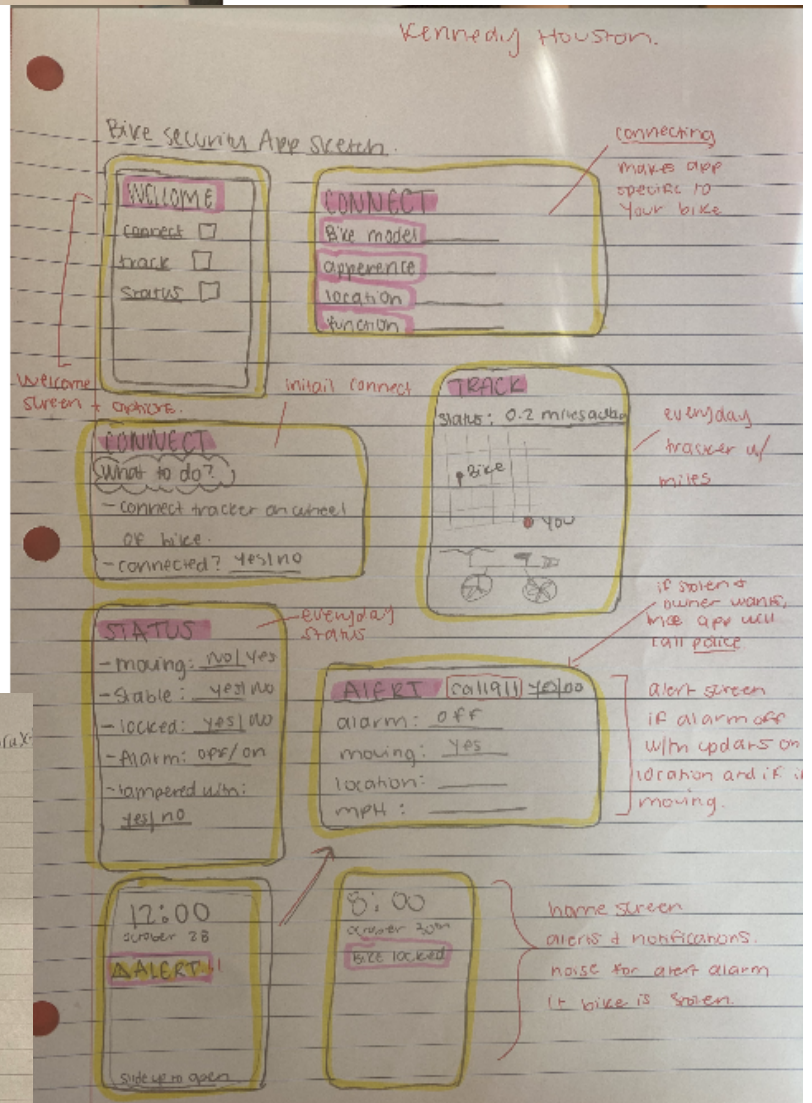 Kennedy Houston.
Bike security App sketch.
WELCOME
connect
track
status
welcome
screen + options.
CONNECT
Bike model
apperence
location
function
connecting
makes app
specific to
your bike
initail connect
CONNECT
What to do?
- connect tracker on wheel
of bike.
- connected? yes/no
TRACK
status: 0.2 miles
Bike
YOU
everyday
tracker w/
miles
STATUS
- moving: no/yes
- Stable: yes/no
- locked: yes/no
- Alarm: off/on
- tampered with:
yes/no
everyday
status
if stolen &
owner wants,
app will
call police
ALERT call 911 yes/no
alarm: off
moving: yes
location:
mpH:
alert screen
if alarm off
with updats on
location and if
moving.
12:00
october 28
ALERT!!
slide up to open
8:00
october 30th
Bike locked
home screen
alerts & notifications.
noise for alert alarm
if bike is stolen.